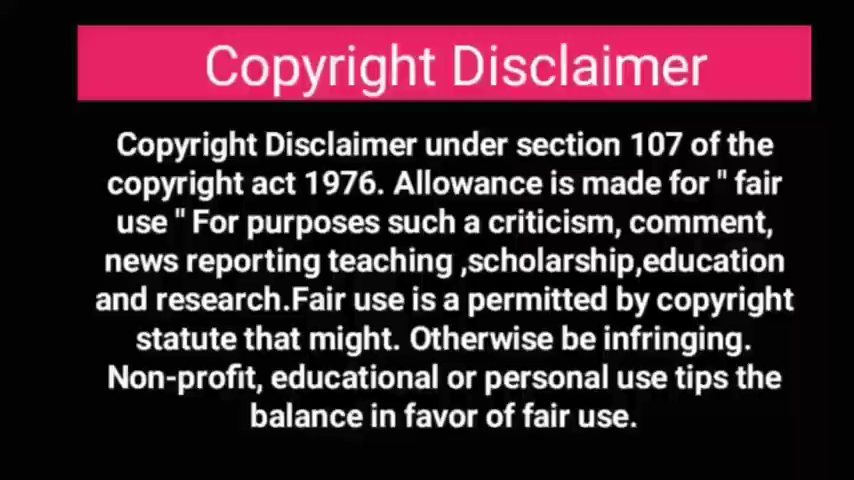 Copyright Disclaimer
Copyright Disclaimer under section 107 of the
copyright act 1976. Allowance is made for " fair
use " For purposes such a criticism, comment,
news reporting teaching ,scholarship,education
and research.Fair use is a permitted by copyright
statute that might. Otherwise be infringing.
Non-profit, educational or personal use tips the
balance in favor of fair use.